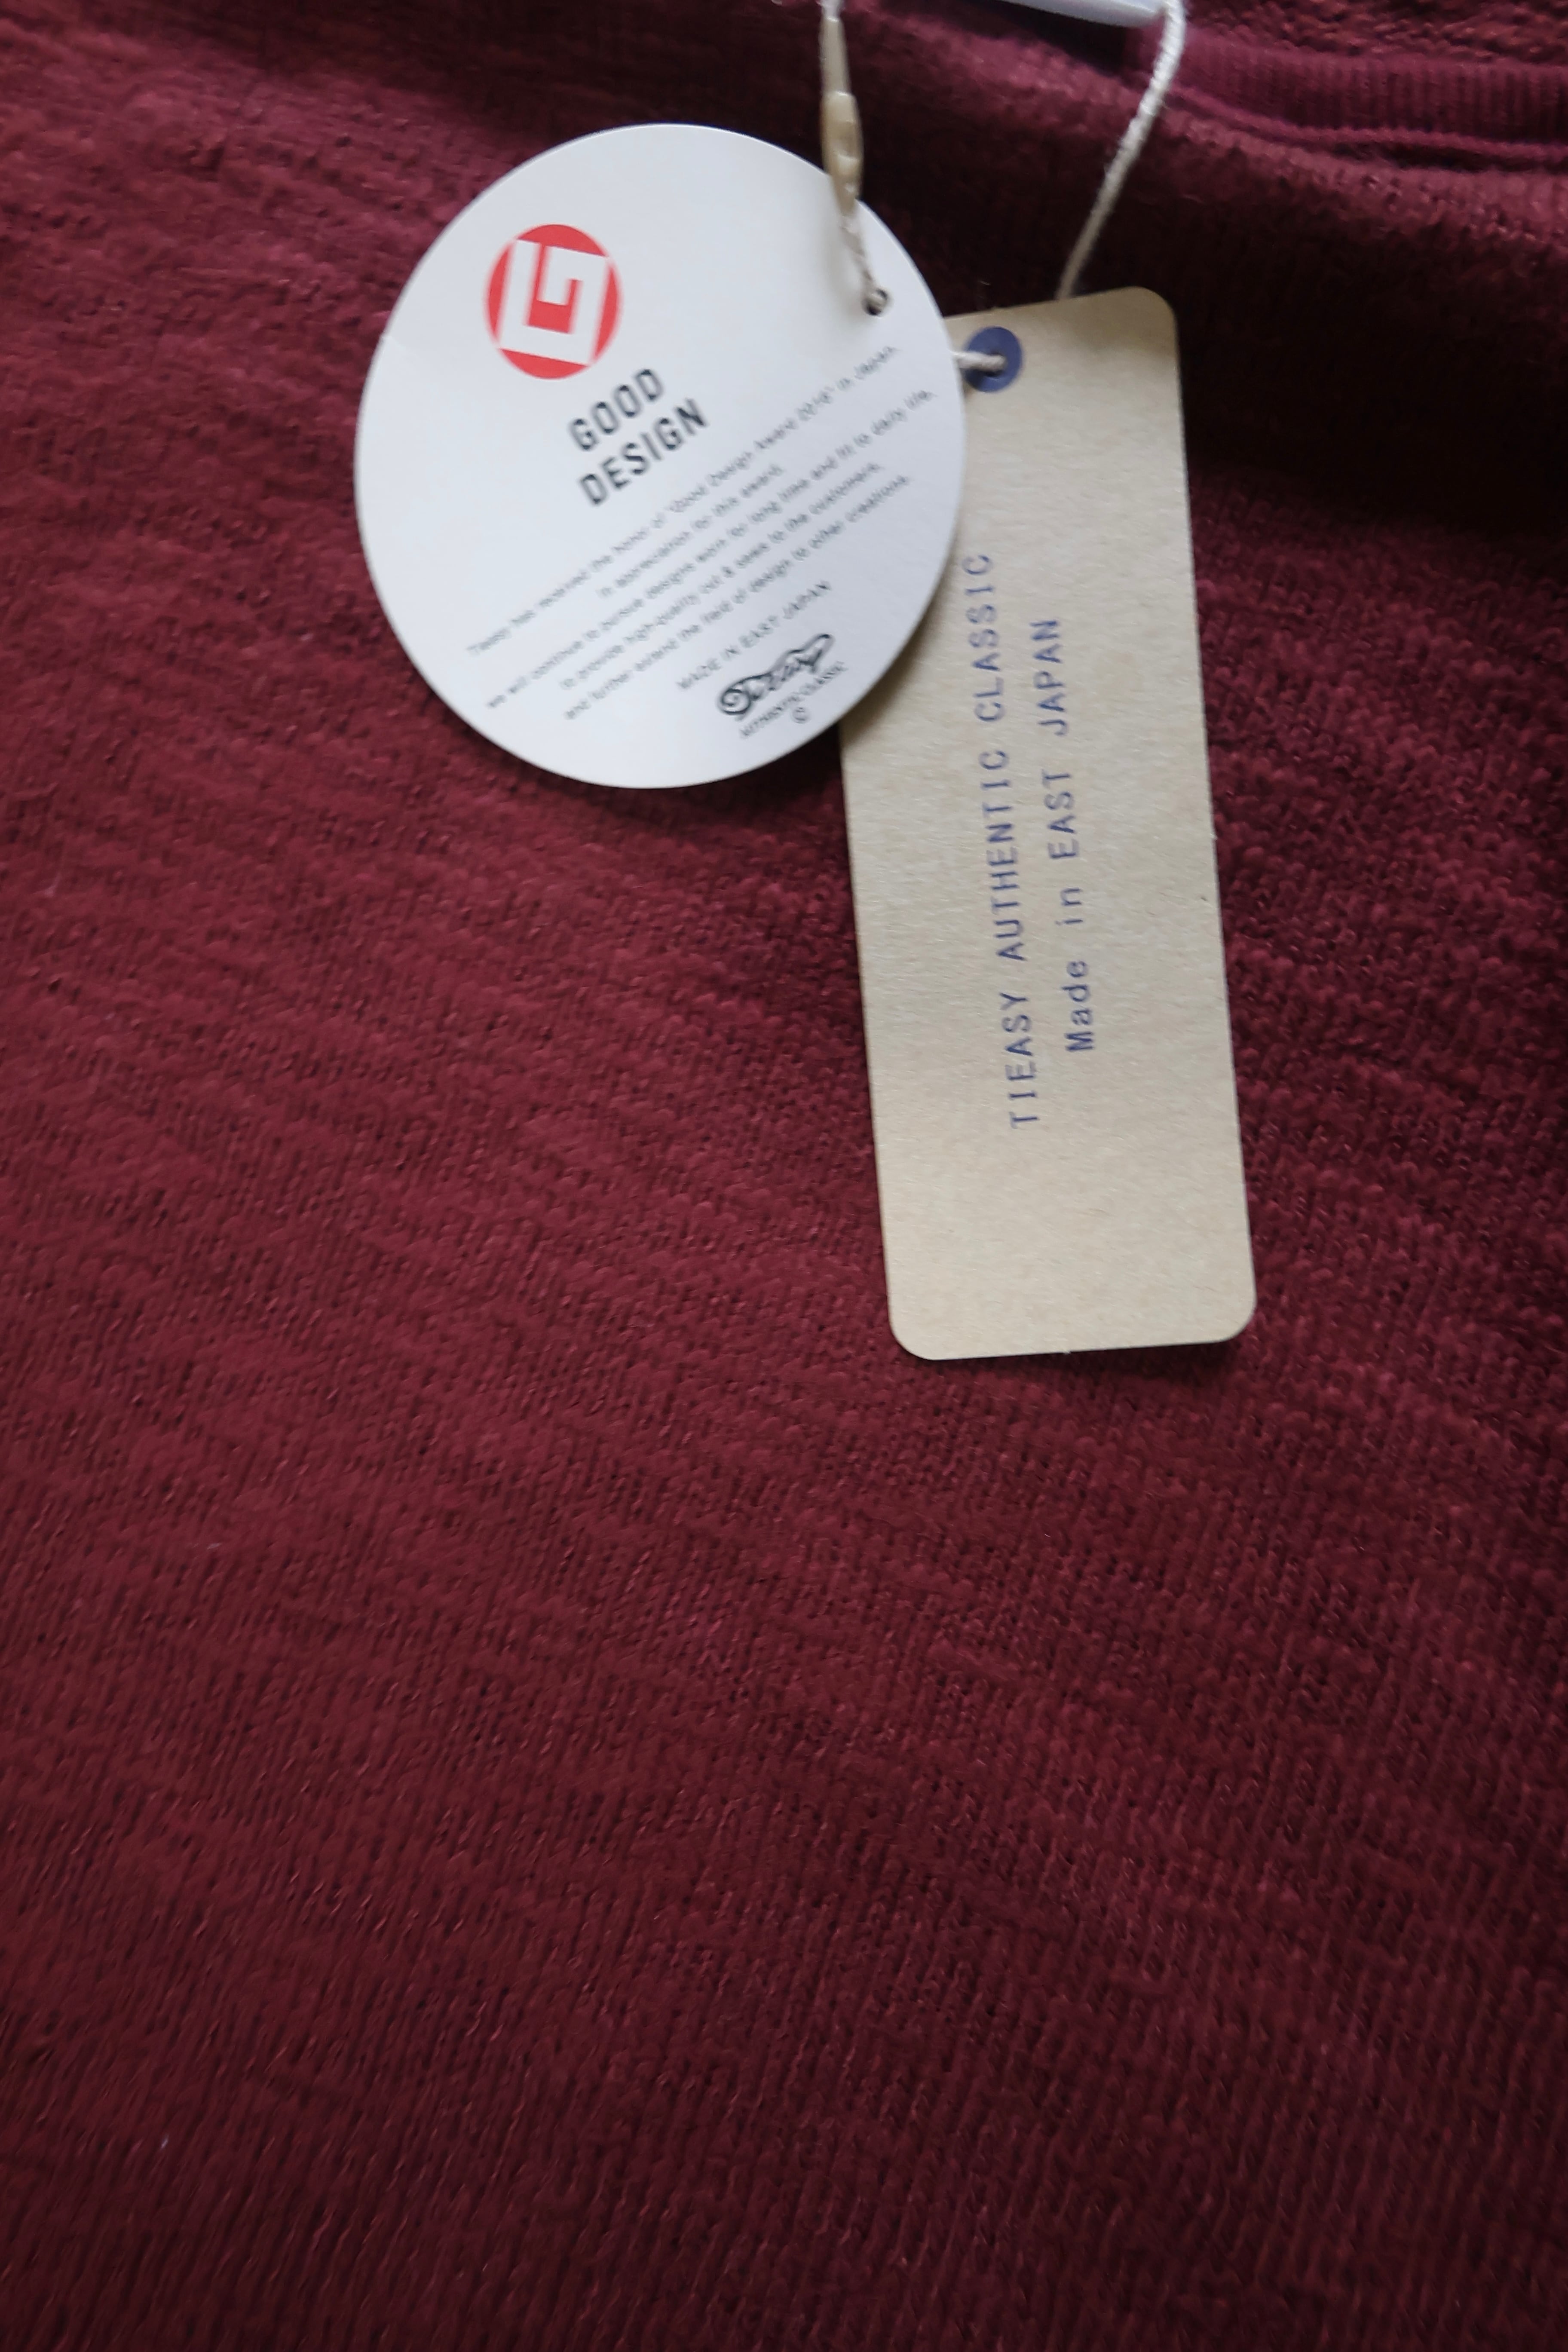 GOOD
DESIGN
Tieasy has received the honor of "Good Design Award 2016" in Japan.
In appreciation for this award,
we will continue to pursue designs worn for long time and fit to daily life,
to provide high-quality cut & sewn to the customers,
and further extend the field of design to other creations.
MADE IN EAST JAPAN
Tieasy
AUTHENTIC CLASSIC
©
TIEASY AUTHENTIC CLASSIC
Made in EAST JAPAN